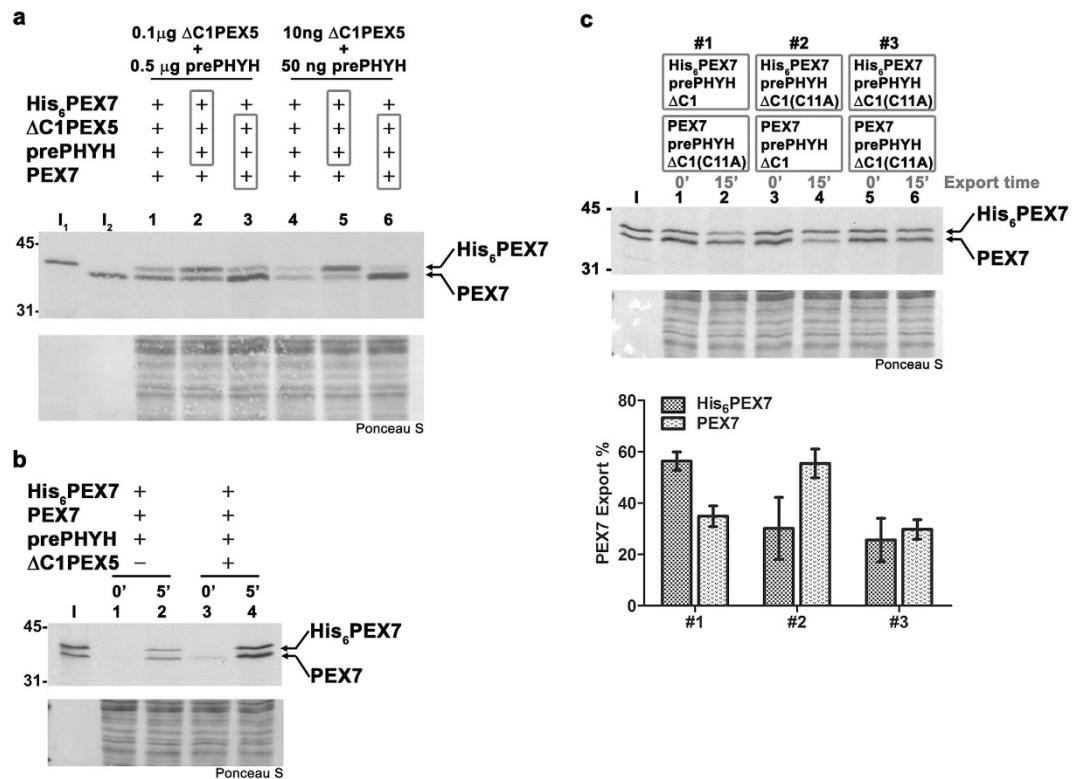 a
0.1μg ΔC1PEX5 10ng ΔC1PEX5
+ +
0.5 μg prePHYH 50 ng prePHYH
His6PEX7 + + + + + +
ΔC1PEX5 + + + + + +
prePHYH + + + + + +
PEX7 + + + + + +
I1 I2 1 2 3 4 5 6
45-
His6PEX7
PEX7
31-
Ponceau S
b
His6PEX7 + +
PEX7 + +
prePHYH + +
ΔC1PEX5 – +
0' 5' 0' 5'
I 1 2 3 4
45-
His6PEX7
PEX7
31-
Ponceau S
c
#1 #2 #3
His6PEX7 His6PEX7 His6PEX7
prePHYH prePHYH prePHYH
ΔC1 ΔC1(C11A) ΔC1(C11A)
PEX7 PEX7 PEX7
prePHYH prePHYH prePHYH
ΔC1(C11A) ΔC1 ΔC1(C11A)
0' 15' 0' 15' 0' 15' Export time
I 1 2 3 4 5 6
45-
His6PEX7
PEX7
31-
Ponceau S
His6PEX7
PEX7
PEX7 Export %
80
60
40
20
0
#1 #2 #3